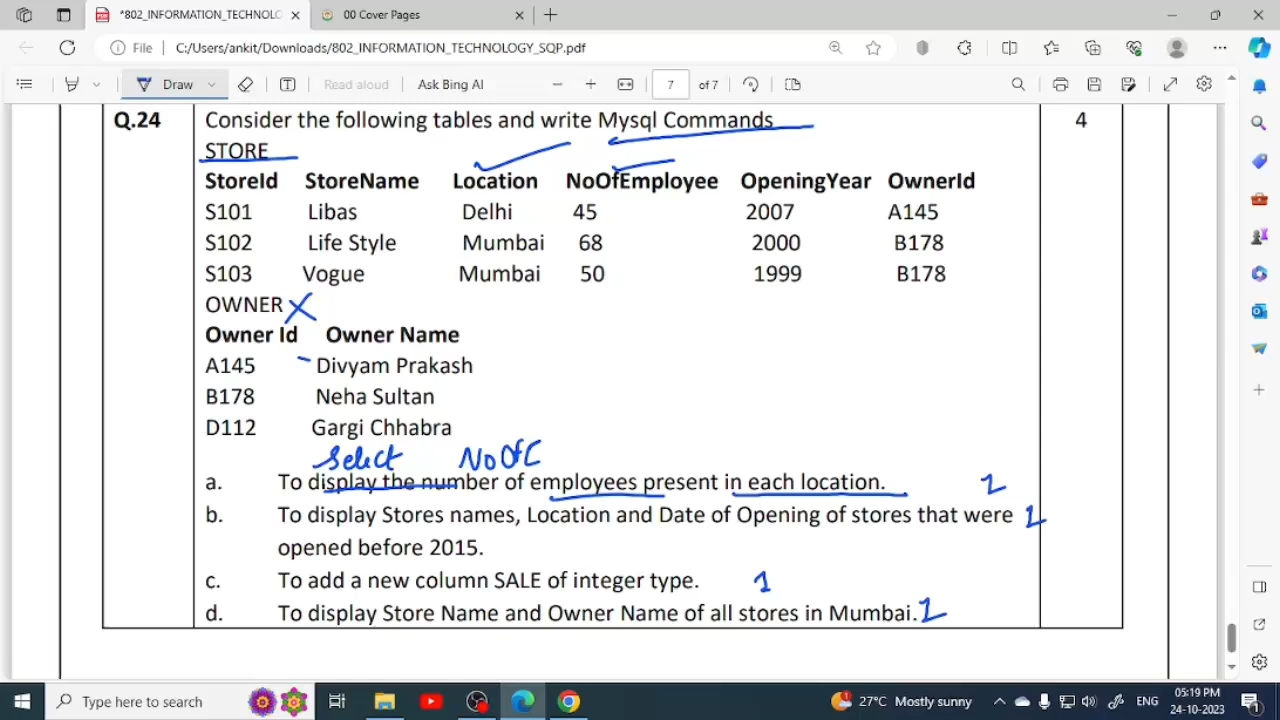 *802_INFORMATION_TECHNOLO
00 Cover Pages
File
C:/Users/ankit/Downloads/802_INFORMATION_TECHNOLOGY_SQP.pdf
Draw
Read aloud
Ask Bing AI
7
of 7
Q.24
Consider the following tables and write Mysql Commands
4
STORE
StoreId StoreName Location NoOfEmployee OpeningYear OwnerId
S101 Libas Delhi 45 2007 A145
S102 Life Style Mumbai 68 2000 B178
S103 Vogue Mumbai 50 1999 B178
OWNER X
Owner Id Owner Name
A145 Divyam Prakash
B178 Neha Sultan
D112 Gargi Chhabra
Select NoOfE
a. To display the number of employees present in each location. 1
b. To display Stores names, Location and Date of Opening of stores that were 1
opened before 2015.
c. To add a new column SALE of integer type. 1
d. To display Store Name and Owner Name of all stores in Mumbai. 1
Type here to search
27°C Mostly sunny
ENG
05:19 PM
24-10-2023
1